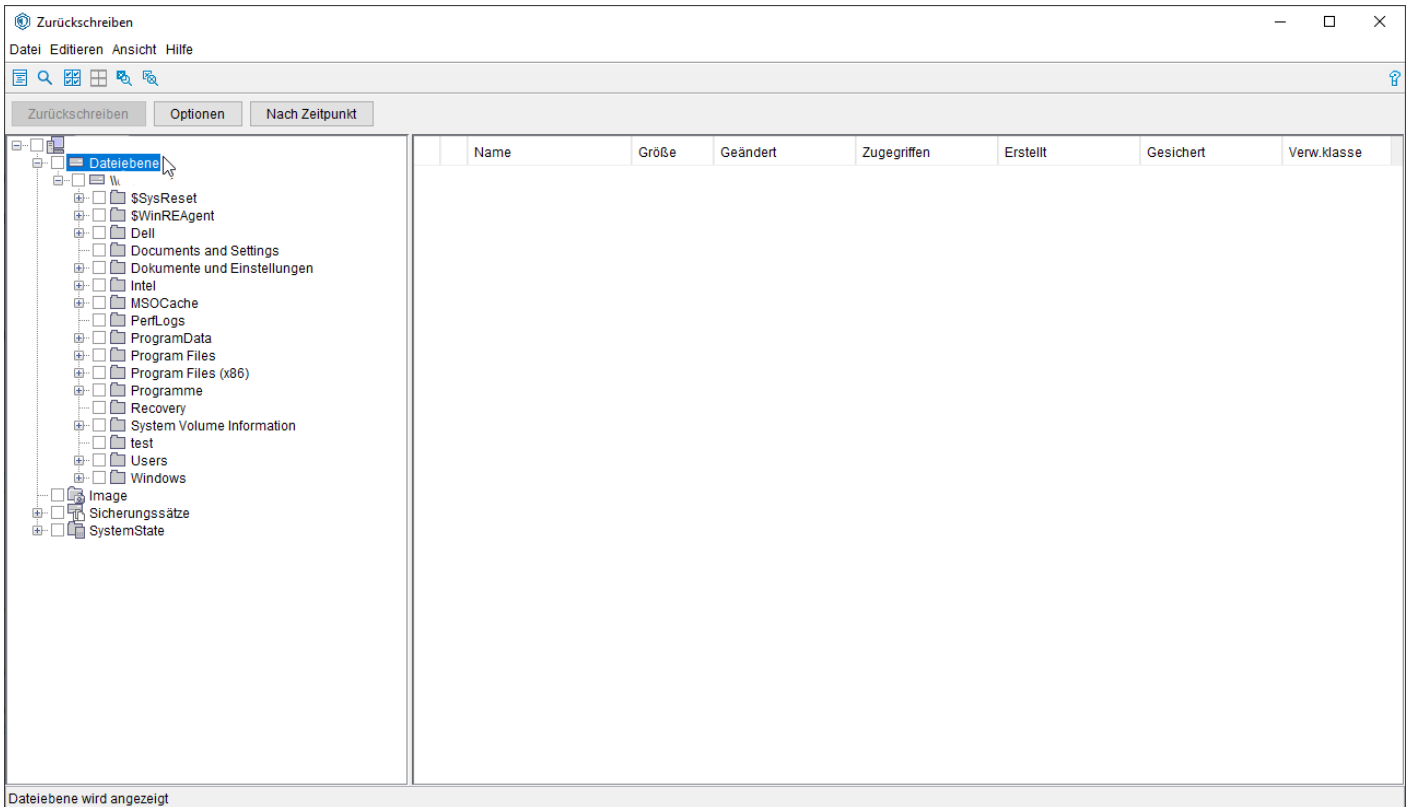 Zurückschreiben
Datei Editieren Ansicht Hilfe
Zurückschreiben Optionen Nach Zeitpunkt
Name Größe Geändert Zugegriffen Erstellt Gesichert Verw.klasse
Dateiebene
\\
$SysReset
$WinREAgent
Dell
Documents and Settings
Dokumente und Einstellungen
Intel
MSOCache
PerfLogs
ProgramData
Program Files
Program Files (x86)
Programme
Recovery
System Volume Information
test
Users
Windows
Image
Sicherungssätze
SystemState
Dateiebene wird angezeigt